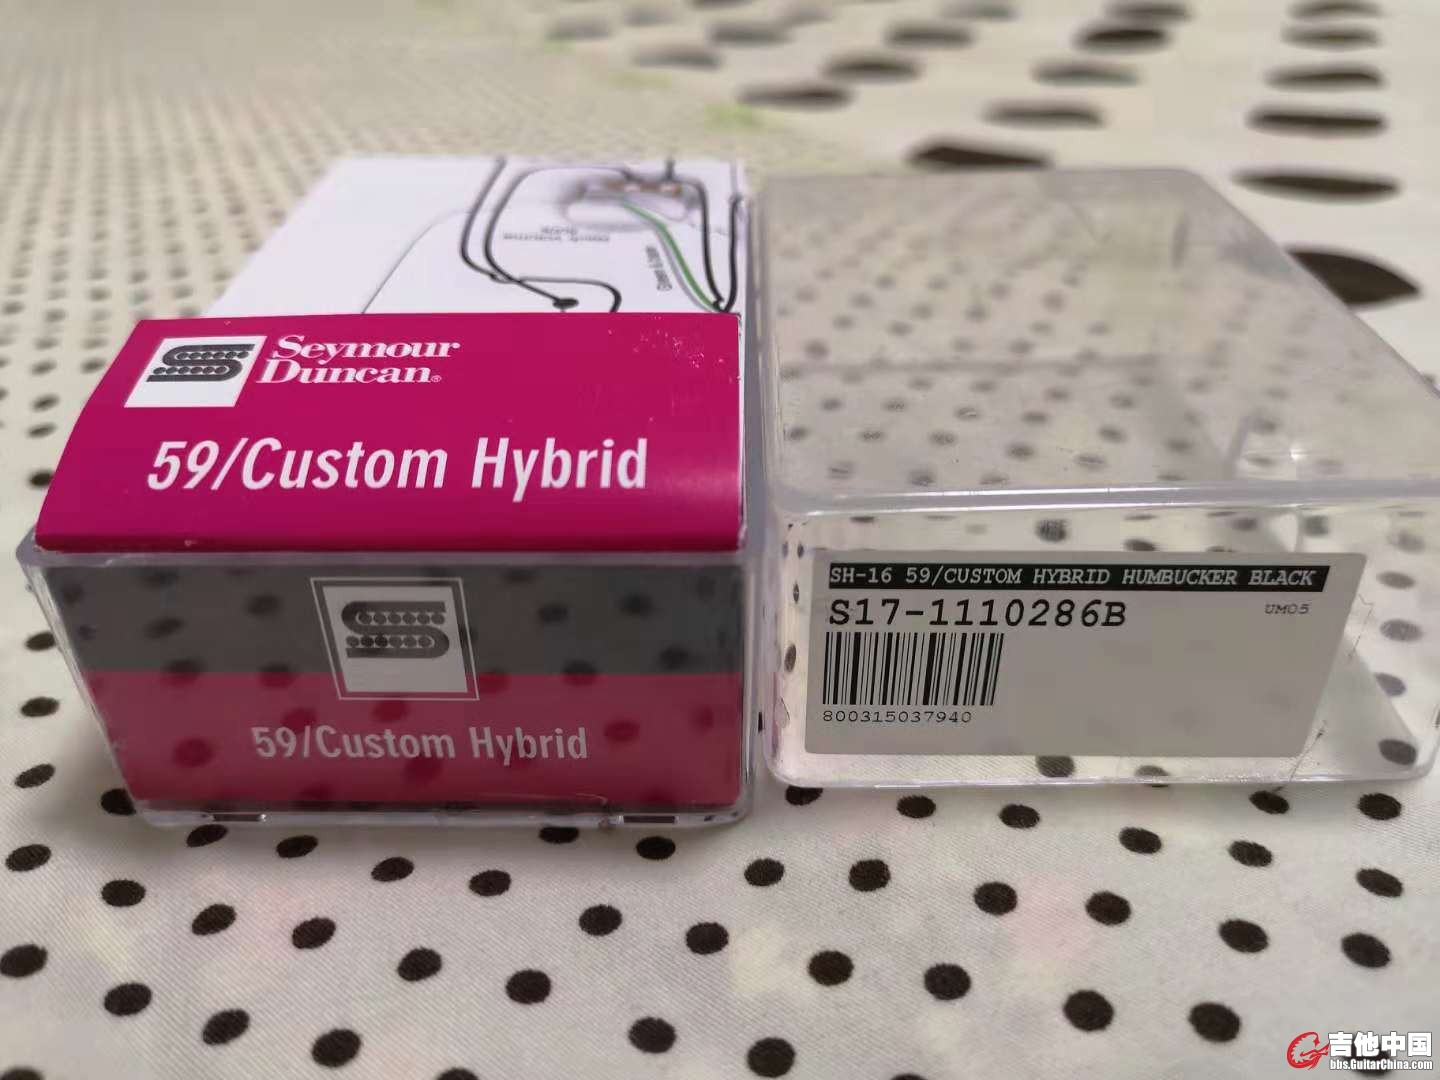 Seymour
Duncan®
59/Custom Hybrid
59/Custom Hybrid
SH-16 59/CUSTOM HYBRID HUMBUCKER BLACK
S17-1110286B
UM05
800315037940
吉他中国
bbs.GuitarChina.com